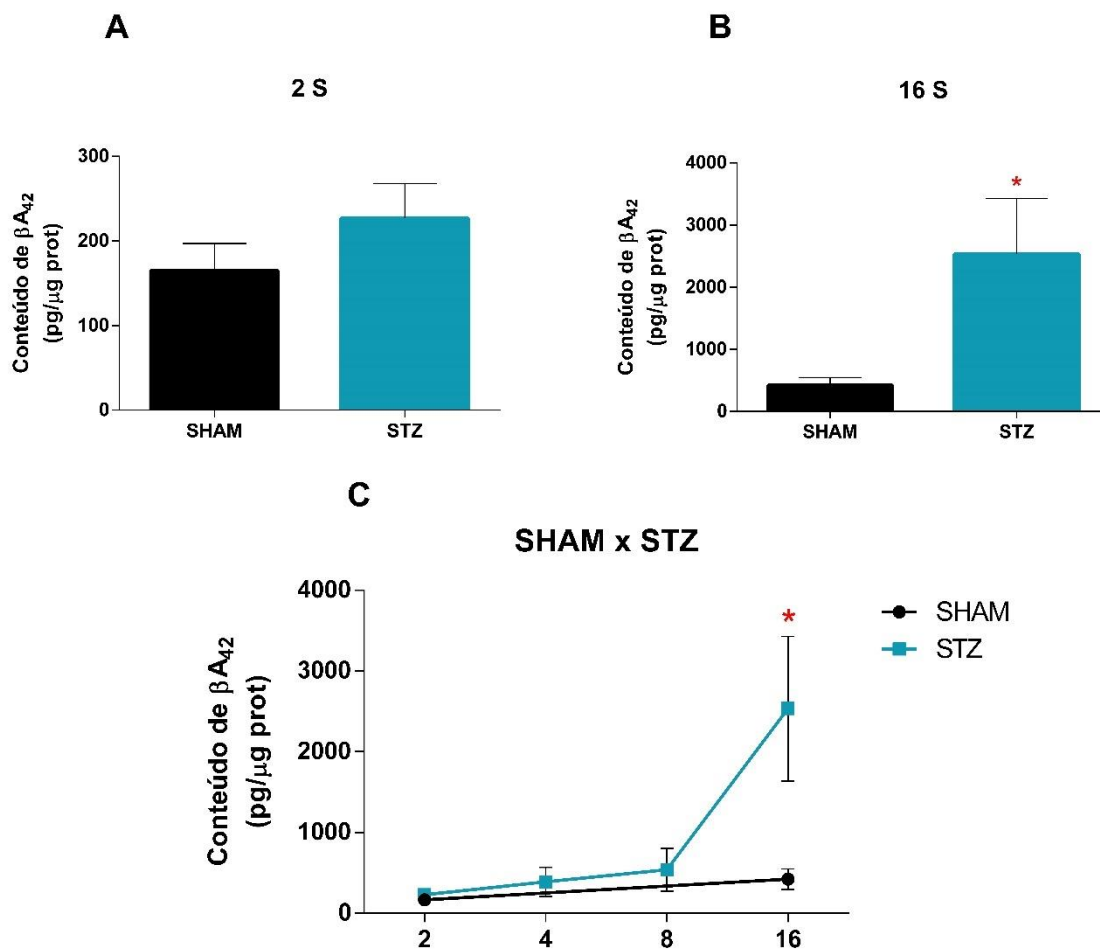 A
2 S
Conteúdo de βA42
(pg/μg prot)
300
200
100
0
SHAM
STZ
B
16 S
Conteúdo de βA42
(pg/μg prot)
4000
3000
2000
1000
0
*
SHAM
STZ
C
SHAM x STZ
Conteúdo de βA42
(pg/μg prot)
4000
3000
2000
1000
0
*
2
4
8
16
SHAM
STZ